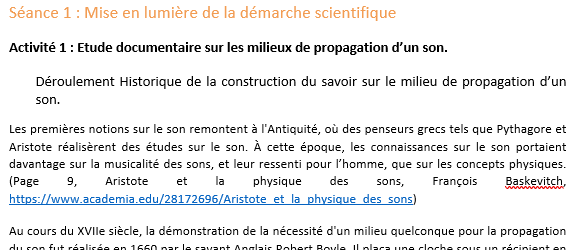 Séance 1 : Mise en lumière de la démarche scientifique
Activité 1 : Etude documentaire sur les milieux de propagation d’un son.
Déroulement Historique de la construction du savoir sur le milieu de propagation d’un
son.
Les premières notions sur le son remontent à l'Antiquité, où des penseurs grecs tels que Pythagore et
Aristote réalisèrent des études sur le son. À cette époque, les connaissances sur le son portaient
davantage sur la musicalité des sons, et leur ressenti pour l’homme, que sur les concepts physiques.
(Page 9, Aristote et la physique des sons, François Baskevitch,
https://www.academia.edu/28172696/Aristote_et_la_physique_des_sons)
Au cours du XVIIe siècle, la démonstration de la nécessité d'un milieu quelconque pour la propagation
du son fut réalisée en 1660 par le savant Anglais Robert Boyle. Il plaça une cloche sous un récipient en